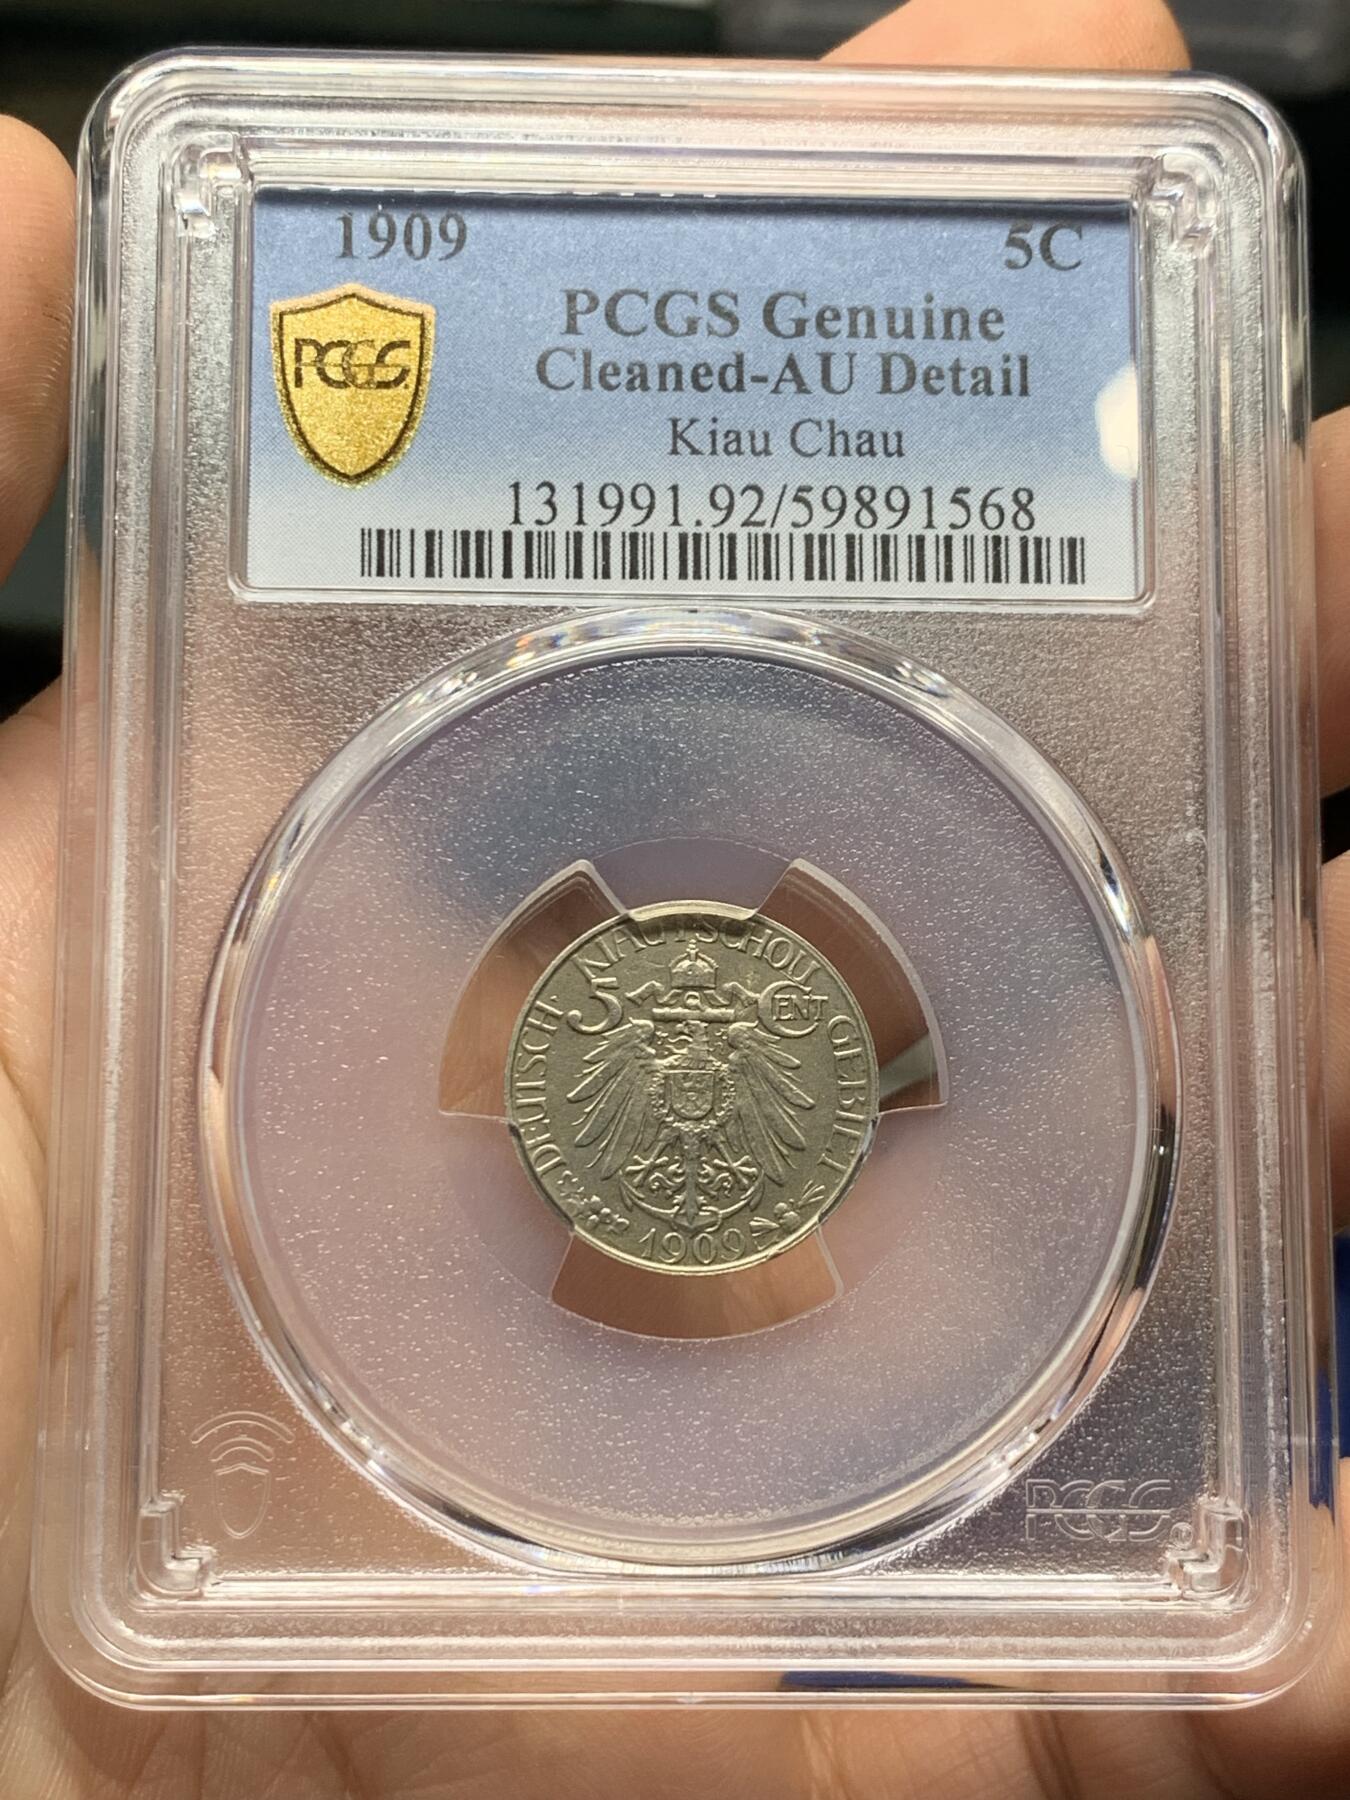 1909
5C
PCGS
PCGS Genuine
Cleaned-AU Detail
Kiau Chau
131991.92/59891568
DEUTSCH. KIAUTSCHOU GEBIET
5 CENT
1909
PCGS